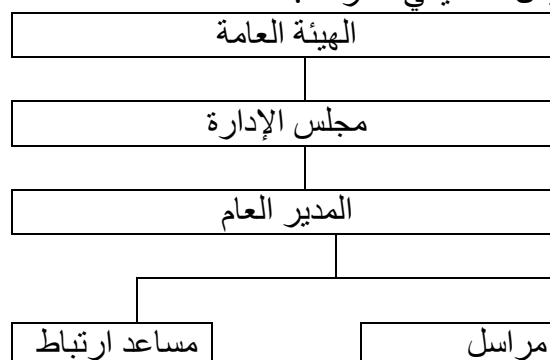 الهيئة العامة
مجلس الإدارة
المدير العام
مراسل
مساعد ارتباط